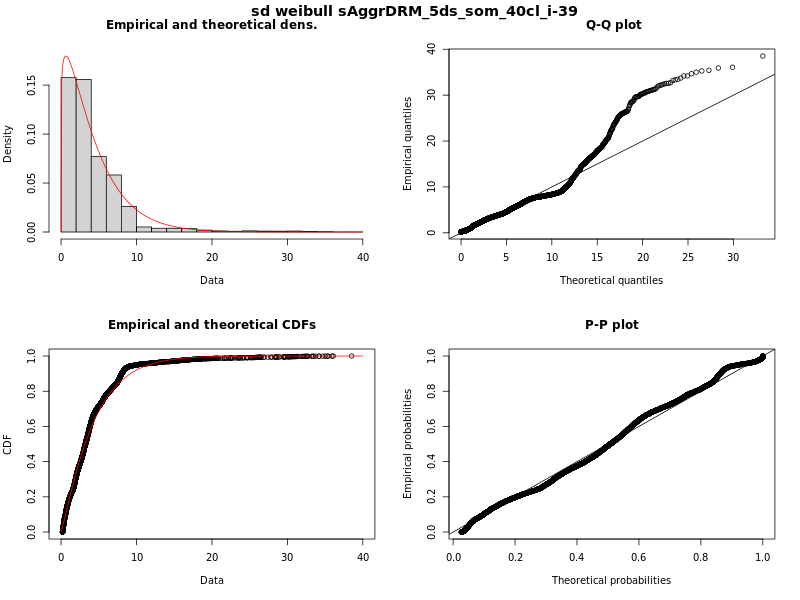 sd weibull sAggrDRM_5ds_som_40cl_i-39
Empirical and theoretical dens.
Density
0.00 0.05 0.10 0.15
0 10 20 30 40
Data
Q-Q plot
Empirical quantiles
0 10 20 30 40
0 5 10 15 20 25 30
Theoretical quantiles
Empirical and theoretical CDFs
CDF
0.0 0.2 0.4 0.6 0.8 1.0
0 10 20 30 40
Data
P-P plot
Empirical probabilities
0.0 0.2 0.4 0.6 0.8 1.0
0.0 0.2 0.4 0.6 0.8 1.0
Theoretical probabilities